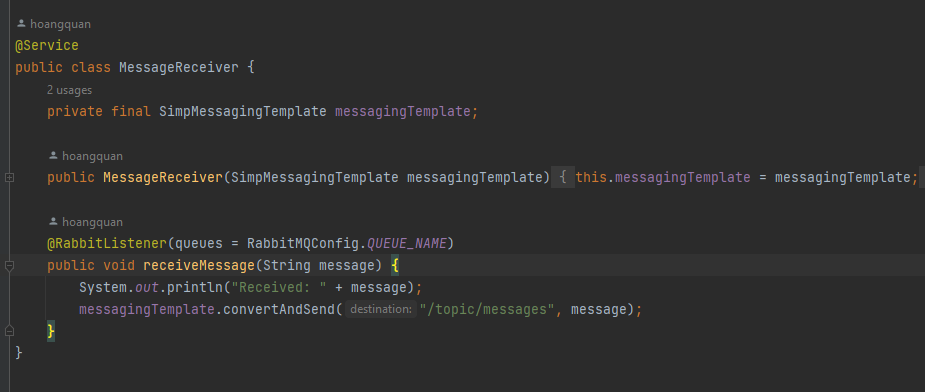 hoangquan
@Service
public class MessageReceiver {
2 usages
private final SimpMessagingTemplate messagingTemplate;
hoangquan
public MessageReceiver(SimpMessagingTemplate messagingTemplate) { this.messagingTemplate = messagingTemplate;
hoangquan
@RabbitListener(queues = RabbitMQConfig.QUEUE_NAME)
public void receiveMessage(String message) {
System.out.println("Received: " + message);
messagingTemplate.convertAndSend( destination: "/topic/messages", message);
}
}